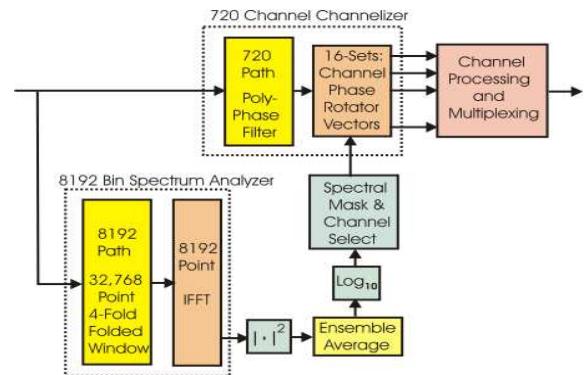 720 Channel Channelizer
720
Path
Poly-
Phase
Filter
16-Sets:
Channel
Phase
Rotator
Vectors
Channel
Processing
and
Multiplexing
8192 Bin Spectrum Analyzer
8192
Path
32,768
Point
4-Fold
Folded
Window
8192
Point
IFFT
Spectral
Mask &
Channel
Select
Log10
| · |2
Ensemble
Average